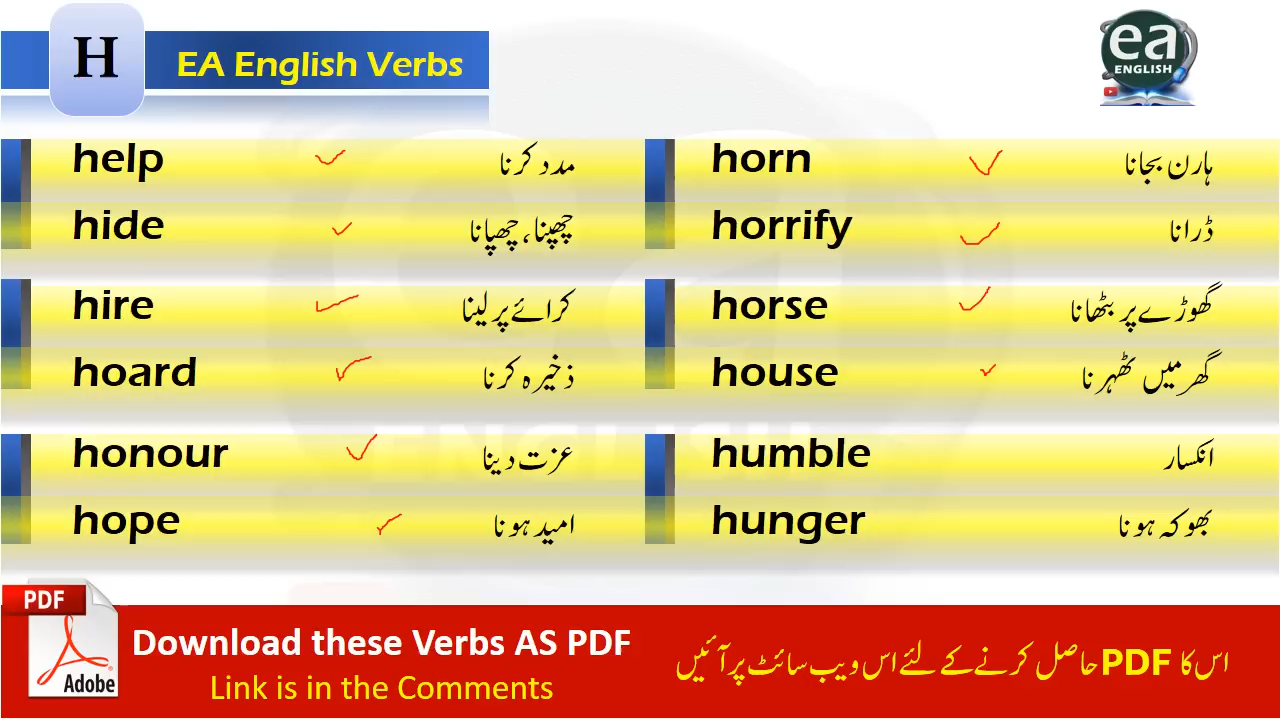 H
EA English Verbs
ea
ENGLISH
help مدد کرنا
hide چھپنا، چھپانا
hire کرائے پر لینا
hoard ذخیرہ کرنا
honour عزت دینا
hope امید ہونا
horn ہارن بجانا
horrify ڈرانا
horse گھوڑے پر بٹھانا
house گھر میں ٹھہرنا
humble انکسار
hunger بھوکہ ہونا
ENGLISH
PDF
Adobe
Download these Verbs AS PDF
Link is in the Comments
اس کا PDF حاصل کرنے کے لئے اس ویب سائٹ پر آئیں